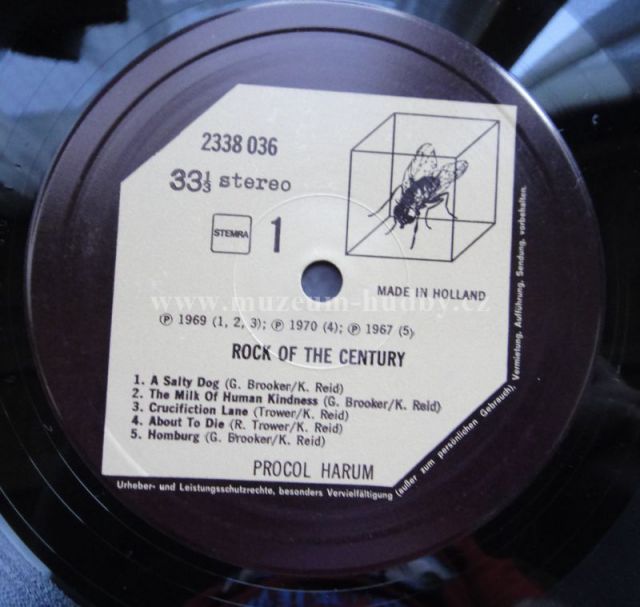 2338 036
33⅓ stereo
STEMRA
1
MADE IN HOLLAND
www.muzeum-hudby.cz
℗ 1969 (1, 2, 3); ℗ 1970 (4); ℗ 1967 (5)
ROCK OF THE CENTURY
1. A Salty Dog (G. Brooker/K. Reid)
2. The Milk Of Human Kindness (G. Brooker/K. Reid)
3. Crucifiction Lane (Trower/K. Reid)
4. About To Die (R. Trower/K. Reid)
5. Homburg (G. Brooker/K. Reid)
PROCOL HARUM
Urheber- und Leistungsschutzrechte, besonders Vervielfältigung (außer zum persönlichen Gebrauch), Vermietung, Aufführung, Sendung, vorbehalten.